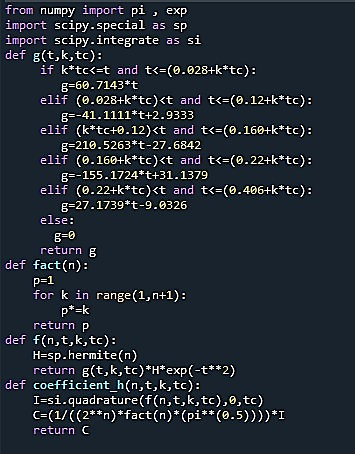 from numpy import pi , exp
import scipy.special as sp
import scipy.integrate as si
def g(t,k,tc):
    if k*tc<=t and t<=(0.028+k*tc):
        g=60.7143*t
    elif (0.028+k*tc)<t and t<=(0.12+k*tc):
        g=-41.1111*t+2.9333
    elif (k*tc+0.12)<t and t<=(0.160+k*tc):
        g=210.5263*t-27.6842
    elif (0.160+k*tc)<t and t<=(0.22+k*tc):
        g=-155.1724*t+31.1379
    elif (0.22+k*tc)<t and t<=(0.406+k*tc):
        g=27.1739*t-9.0326
    else:
        g=0
    return g
def fact(n):
    p=1
    for k in range(1,n+1):
        p*=k
    return p
def f(n,t,k,tc):
    H=sp.hermite(n)
    return g(t,k,tc)*H*exp(-t**2)
def coefficient_h(n,t,k,tc):
    I=si.quadrature(f(n,t,k,tc),0,tc)
    C=(1/((2**n)*fact(n)*(pi**(0.5))))*I
    return C